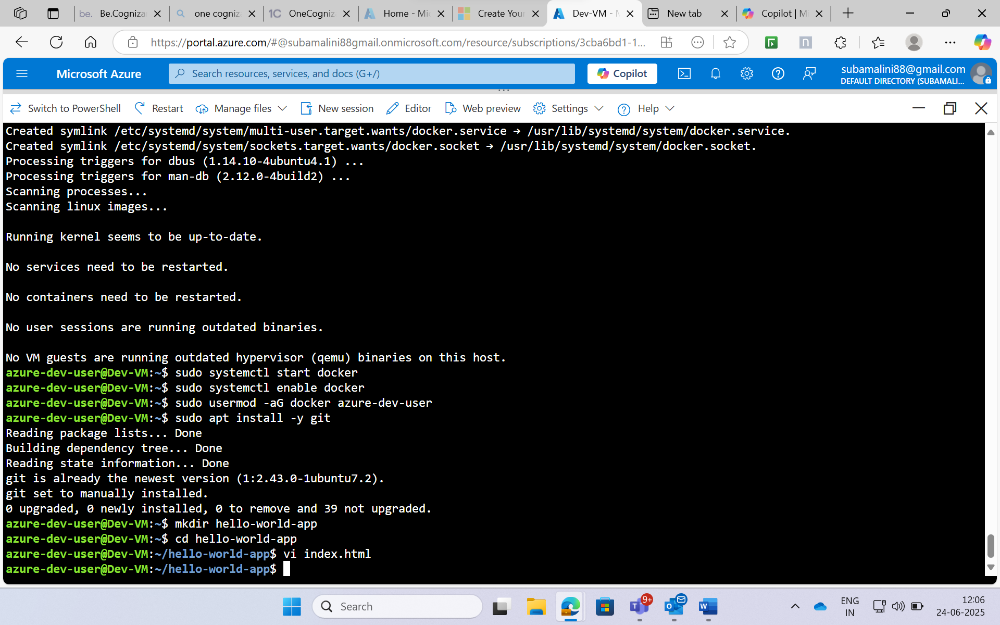 be. Be.Cogniza
one cogniza
1C OneCogniz
Home - Mic
Create Your
Dev-VM - M
New tab
Copilot | Mi
https://portal.azure.com/#@subamalini88gmail.onmicrosoft.com/resource/subscriptions/3cba6bd1-1...
Microsoft Azure
Search resources, services, and docs (G+/)
Copilot
subamalini88@gmail.com
DEFAULT DIRECTORY (SUBAMALI...
Switch to PowerShell
Restart
Manage files
New session
Editor
Web preview
Settings
Help
Created symlink /etc/systemd/system/multi-user.target.wants/docker.service → /usr/lib/systemd/system/docker.service.
Created symlink /etc/systemd/system/sockets.target.wants/docker.socket → /usr/lib/systemd/system/docker.socket.
Processing triggers for dbus (1.14.10-4ubuntu4.1) ...
Processing triggers for man-db (2.12.0-4build2) ...
Scanning processes...
Scanning linux images...
Running kernel seems to be up-to-date.
No services need to be restarted.
No containers need to be restarted.
No user sessions are running outdated binaries.
No VM guests are running outdated hypervisor (qemu) binaries on this host.
azure-dev-user@Dev-VM:~$ sudo systemctl start docker
azure-dev-user@Dev-VM:~$ sudo systemctl enable docker
azure-dev-user@Dev-VM:~$ sudo usermod -aG docker azure-dev-user
azure-dev-user@Dev-VM:~$ sudo apt install -y git
Reading package lists... Done
Building dependency tree... Done
Reading state information... Done
git is already the newest version (1:2.43.0-1ubuntu7.2).
git set to manually installed.
0 upgraded, 0 newly installed, 0 to remove and 39 not upgraded.
azure-dev-user@Dev-VM:~$ mkdir hello-world-app
azure-dev-user@Dev-VM:~$ cd hello-world-app
azure-dev-user@Dev-VM:~/hello-world-app$ vi index.html
azure-dev-user@Dev-VM:~/hello-world-app$
Search
9+
ENG
IN
12:06
24-06-2025